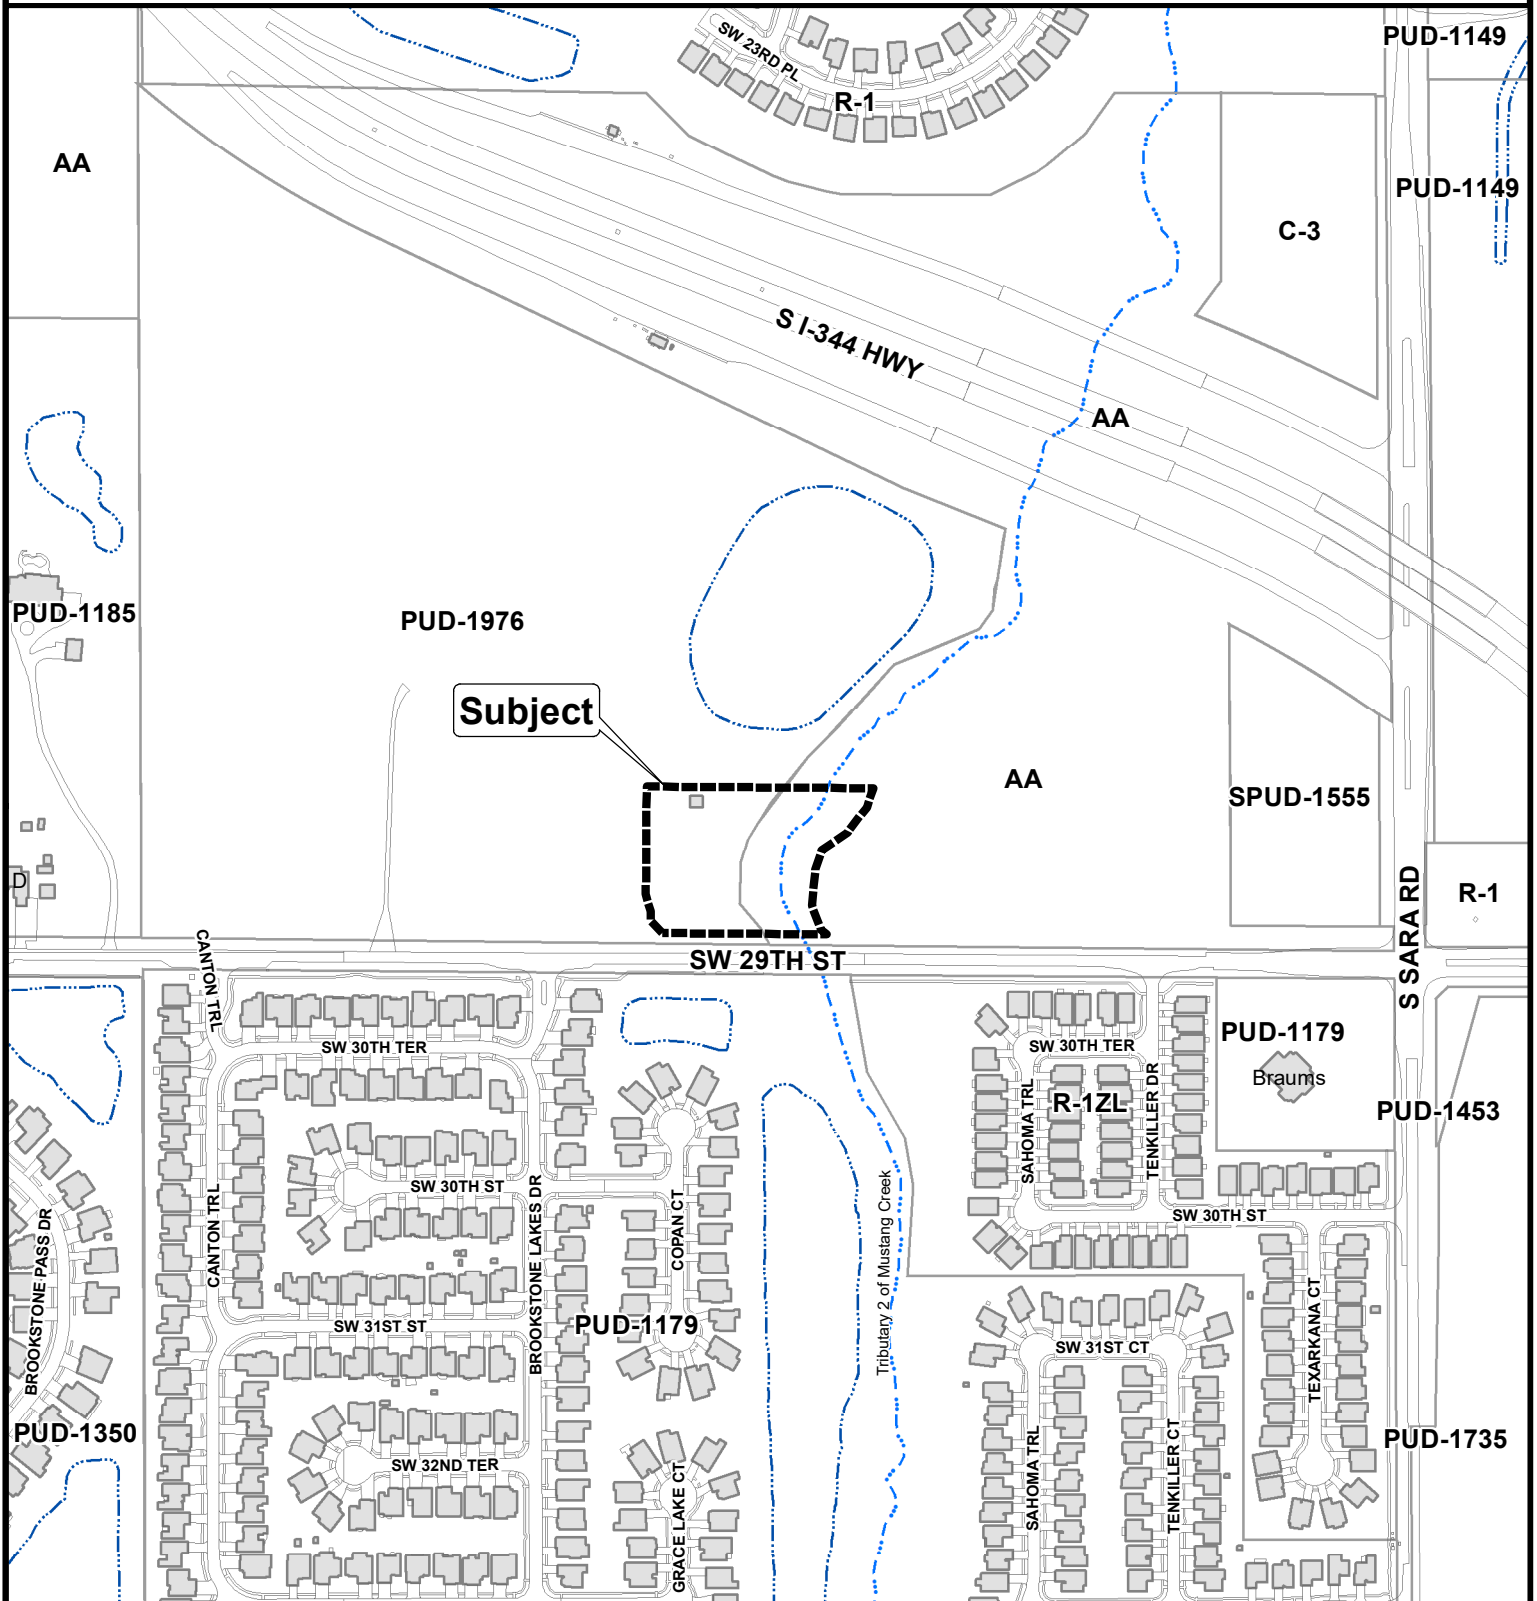 PUD-1149
SW 23RD PL
R-1
AA
PUD-1149
C-3
S I-344 HWY
AA
PUD-1185
PUD-1976
Subject
AA
SPUD-1555
D
R-1
S SARA RD
SW 29TH ST
CANTON TRL
SW 30TH TER
SW 30TH TER
PUD-1179
Braums
R-1ZL
SAHOMA TRL
TENKILLER DR
PUD-1453
SW 30TH ST
CANTON TRL
BROOKSTONE LAKES DR
COPAN CT
Tributary 2 of Mustang Creek
SW 30TH ST
BROOKSTONE PASS DR
SW 31ST ST
PUD-1179
SW 31ST CT
TEXARKANA CT
PUD-1350
PUD-1735
SW 32ND TER
GRACE LAKE CT
SAHOMA TRL
TENKILLER CT